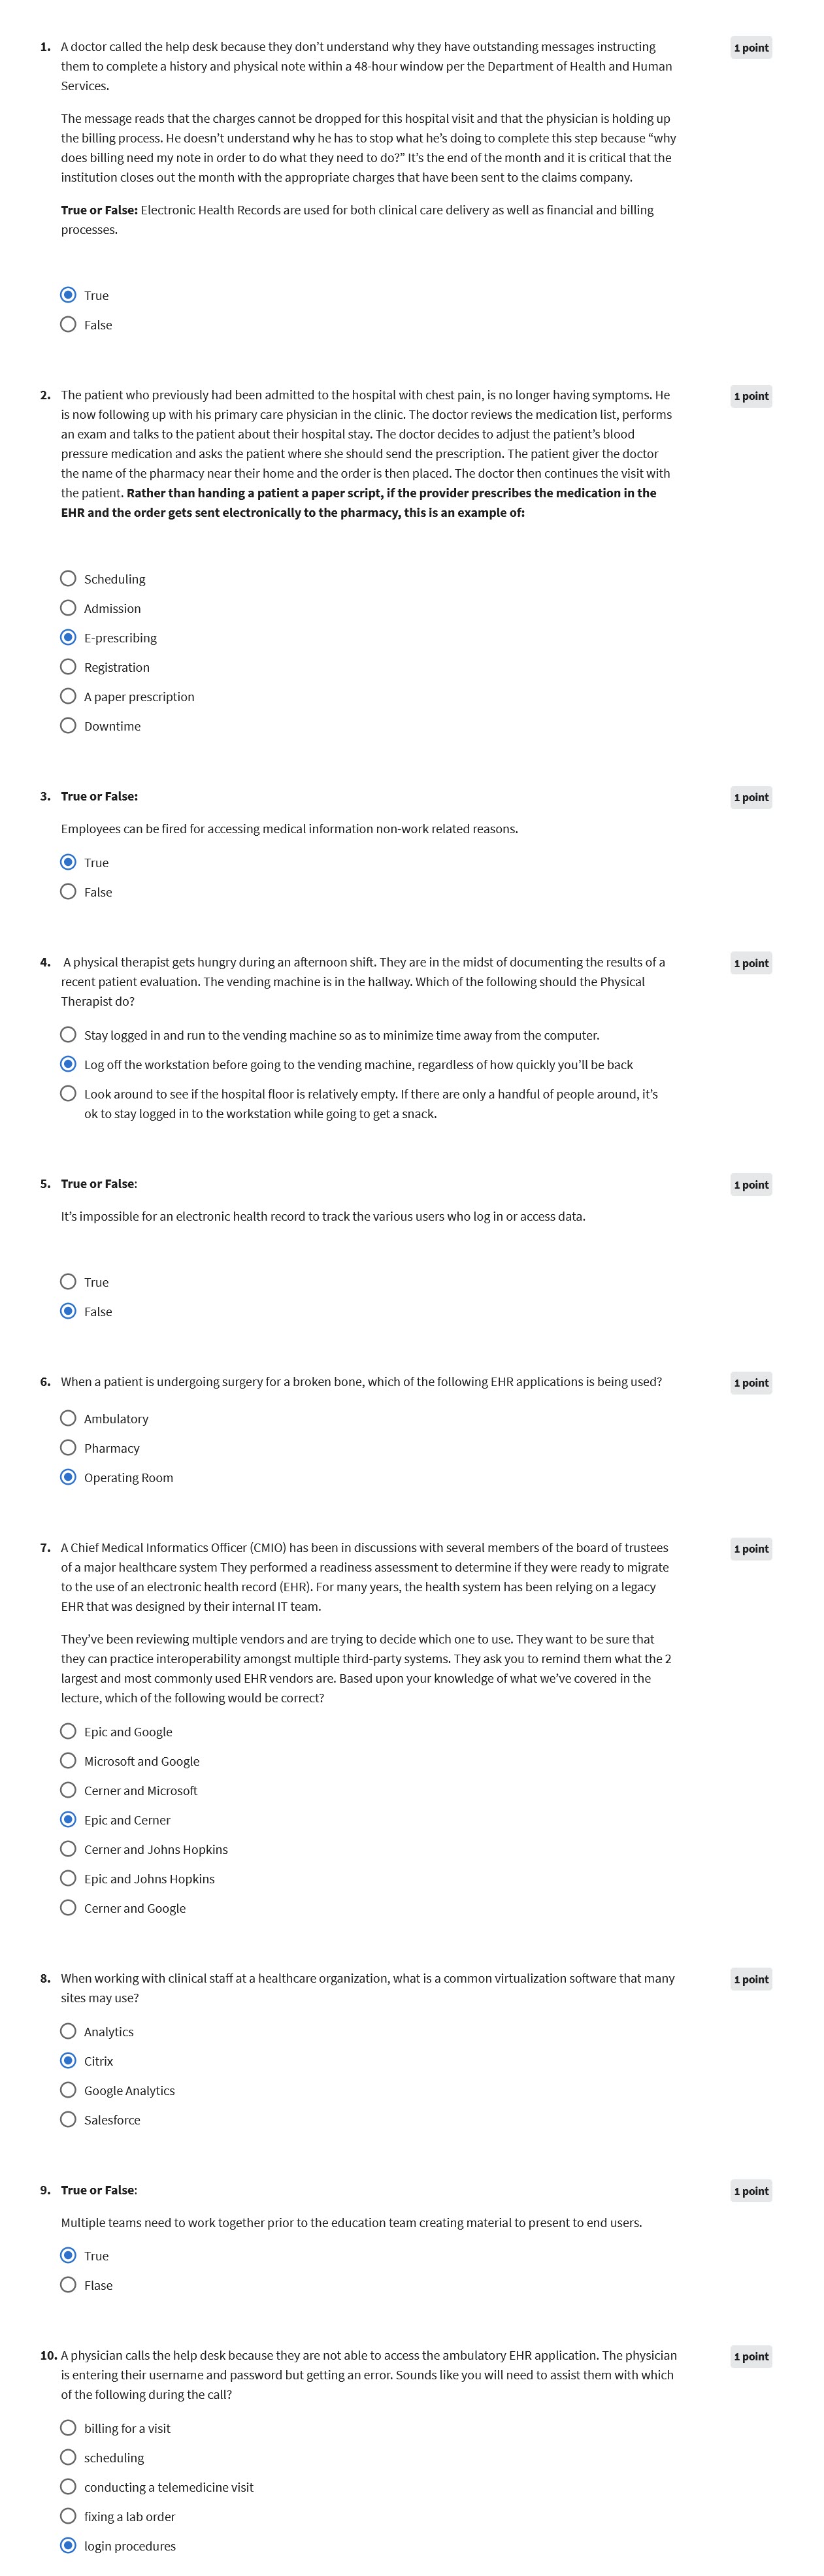 1. A doctor called the help desk because they don’t understand why they have outstanding messages instructing
1 point
them to complete a history and physical note within a 48-hour window per the Department of Health and Human
Services.
The message reads that the charges cannot be dropped for this hospital visit and that the physician is holding up
the billing process. He doesn’t understand why he has to stop what he’s doing to complete this step because “why
does billing need my note in order to do what they need to do?” It’s the end of the month and it is critical that the
institution closes out the month with the appropriate charges that have been sent to the claims company.
True or False: Electronic Health Records are used for both clinical care delivery as well as financial and billing
processes.
True
False
2. The patient who previously had been admitted to the hospital with chest pain, is no longer having symptoms. He
1 point
is now following up with his primary care physician in the clinic. The doctor reviews the medication list, performs
an exam and talks to the patient about their hospital stay. The doctor decides to adjust the patient’s blood
pressure medication and asks the patient where she should send the prescription. The patient giver the doctor
the name of the pharmacy near their home and the order is then placed. The doctor then continues the visit with
the patient. Rather than handing a patient a paper script, if the provider prescribes the medication in the
EHR and the order gets sent electronically to the pharmacy, this is an example of:
Scheduling
Admission
E-prescribing
Registration
A paper prescription
Downtime
3. True or False:
1 point
Employees can be fired for accessing medical information non-work related reasons.
True
False
4. A physical therapist gets hungry during an afternoon shift. They are in the midst of documenting the results of a
1 point
recent patient evaluation. The vending machine is in the hallway. Which of the following should the Physical
Therapist do?
Stay logged in and run to the vending machine so as to minimize time away from the computer.
Log off the workstation before going to the vending machine, regardless of how quickly you’ll be back
Look around to see if the hospital floor is relatively empty. If there are only a handful of people around, it’s
ok to stay logged in to the workstation while going to get a snack.
5. True or False:
1 point
It’s impossible for an electronic health record to track the various users who log in or access data.
True
False
6. When a patient is undergoing surgery for a broken bone, which of the following EHR applications is being used?
1 point
Ambulatory
Pharmacy
Operating Room
7. A Chief Medical Informatics Officer (CMIO) has been in discussions with several members of the board of trustees
1 point
of a major healthcare system They performed a readiness assessment to determine if they were ready to migrate
to the use of an electronic health record (EHR). For many years, the health system has been relying on a legacy
EHR that was designed by their internal IT team.
They’ve been reviewing multiple vendors and are trying to decide which one to use. They want to be sure that
they can practice interoperability amongst multiple third-party systems. They ask you to remind them what the 2
largest and most commonly used EHR vendors are. Based upon your knowledge of what we’ve covered in the
lecture, which of the following would be correct?
Epic and Google
Microsoft and Google
Cerner and Microsoft
Epic and Cerner
Cerner and Johns Hopkins
Epic and Johns Hopkins
Cerner and Google
8. When working with clinical staff at a healthcare organization, what is a common virtualization software that many
1 point
sites may use?
Analytics
Citrix
Google Analytics
Salesforce
9. True or False:
1 point
Multiple teams need to work together prior to the education team creating material to present to end users.
True
Flase
10. A physician calls the help desk because they are not able to access the ambulatory EHR application. The physician
1 point
is entering their username and password but getting an error. Sounds like you will need to assist them with which
of the following during the call?
billing for a visit
scheduling
conducting a telemedicine visit
fixing a lab order
login procedures